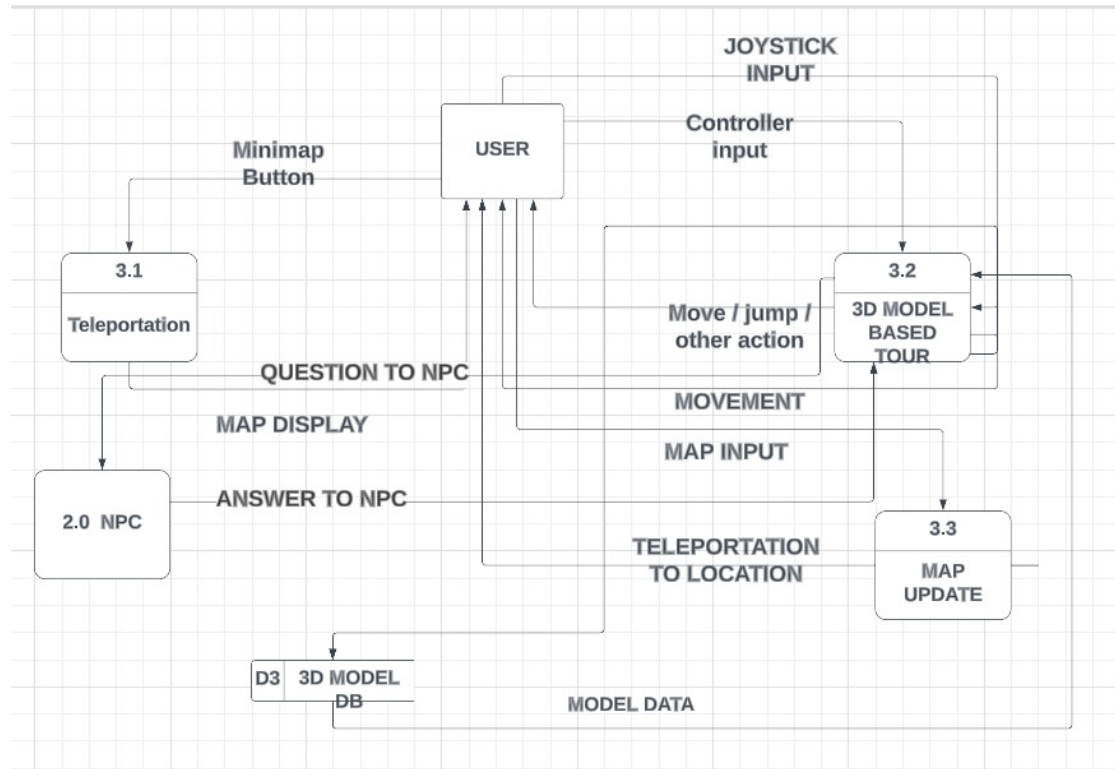 JOYSTICK
INPUT
Controller
input
USER
Minimap
Button
3.1
Teleportation
3.2
3D MODEL
BASED
TOUR
Move / jump /
other action
QUESTION TO NPC
MOVEMENT
MAP DISPLAY
MAP INPUT
ANSWER TO NPC
2.0 NPC
3.3
MAP
UPDATE
TELEPORTATION
TO LOCATION
D3
3D MODEL
DB
MODEL DATA